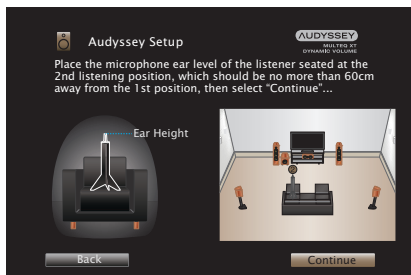 Audyssey Setup
AUDYSSEY
MULTEQ XT
DYNAMIC VOLUME
Place the microphone ear level of the listener seated at the
2nd listening position, which should be no more than 60cm
away from the 1st position, then select “Continue”...
Ear Height
Back
Continue